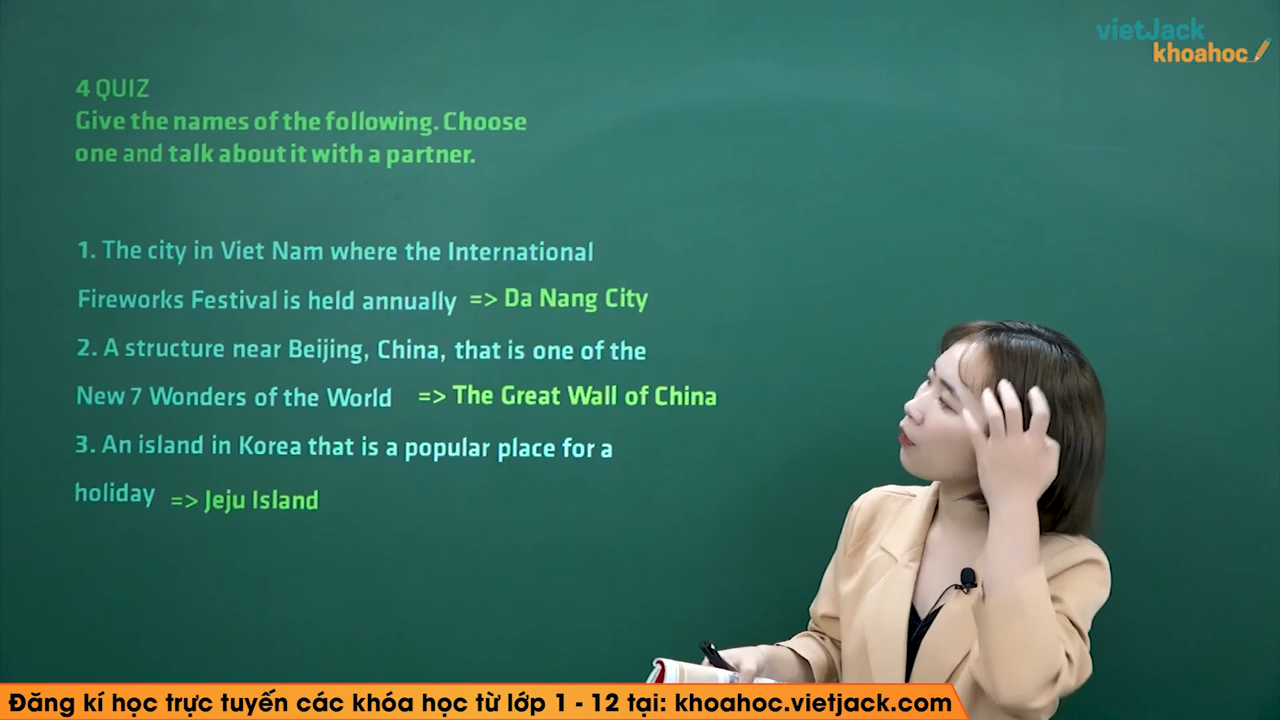 vietJack
khoahoc
4 QUIZ
Give the names of the following. Choose
one and talk about it with a partner.
1. The city in Viet Nam where the International
Fireworks Festival is held annually => Da Nang City
2. A structure near Beijing, China, that is one of the
New 7 Wonders of the World => The Great Wall of China
3. An island in Korea that is a popular place for a
holiday => Jeju Island
Đăng kí học trực tuyến các khóa học từ lớp 1 - 12 tại: khoahoc.vietjack.com